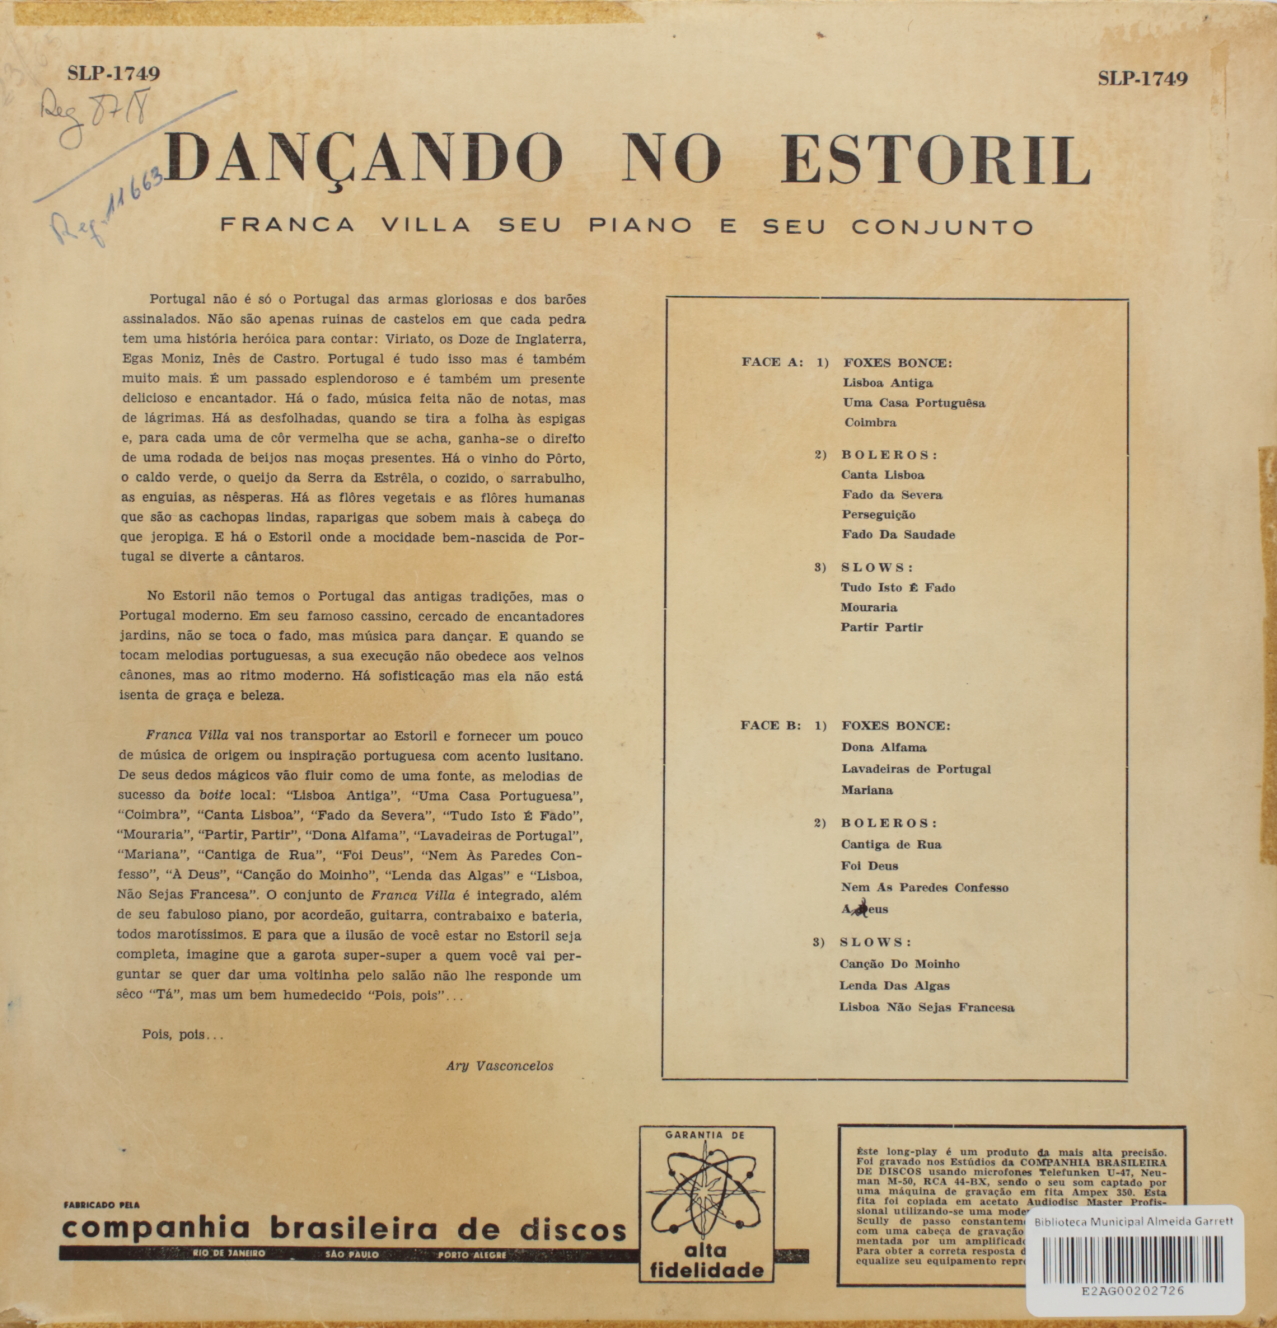 SLP-1749
SLP-1749
Reg 8718
Reg. 11663
DANÇANDO NO ESTORIL
FRANCA VILLA SEU PIANO E SEU CONJUNTO
Portugal não é só o Portugal das armas gloriosas e dos barões
assinalados. Não são apenas ruinas de castelos em que cada pedra
tem uma história heróica para contar: Viriato, os Doze de Inglaterra,
Egas Moniz, Inês de Castro. Portugal é tudo isso mas é também
muito mais. É um passado esplendoroso e é também um presente
delicioso e encantador. Há o fado, música feita não de notas, mas
de lágrimas. Há as desfolhadas, quando se tira a folha às espigas
e, para cada uma de côr vermelha que se acha, ganha-se o direito
de uma rodada de beijos nas moças presentes. Há o vinho do Pôrto,
o caldo verde, o queijo da Serra da Estrêla, o cozido, o sarrabulho,
as enguias, as nêsperas. Há as flôres vegetais e as flôres humanas
que são as cachopas lindas, raparigas que sobem mais à cabeça do
que jeropiga. E há o Estoril onde a mocidade bem-nascida de Por-
tugal se diverte a cântaros.
No Estoril não temos o Portugal das antigas tradições, mas o
Portugal moderno. Em seu famoso cassino, cercado de encantadores
jardins, não se toca o fado, mas música para dançar. E quando se
tocam melodias portuguesas, a sua execução não obedece aos velnos
cânones, mas ao ritmo moderno. Há sofisticação mas ela não está
isenta de graça e beleza.
Franca Villa vai nos transportar ao Estoril e fornecer um pouco
de música de origem ou inspiração portuguesa com acento lusitano.
De seus dedos mágicos vão fluir como de uma fonte, as melodias de
sucesso da boite local: "Lisboa Antiga", "Uma Casa Portuguesa",
"Coimbra", "Canta Lisboa", "Fado da Severa", "Tudo Isto É Fado",
"Mouraria", "Partir, Partir", "Dona Alfama", "Lavadeiras de Portugal",
"Mariana", "Cantiga de Rua", "Foi Deus", "Nem Às Paredes Con-
fesso", "À Deus", "Canção do Moinho", "Lenda das Algas" e "Lisboa,
Não Sejas Francesa". O conjunto de Franca Villa é integrado, além
de seu fabuloso piano, por acordeão, guitarra, contrabaixo e bateria,
todos marotíssimos. E para que a ilusão de você estar no Estoril seja
completa, imagine que a garota super-super a quem você vai per-
guntar se quer dar uma voltinha pelo salão não lhe responde um
sêco "Tá", mas um bem humedecido "Pois, pois"...
Pois, pois...
Ary Vasconcelos
FACE A: 1) FOXES BONCE:
Lisboa Antiga
Uma Casa Portuguêsa
Coimbra
2) BOLEROS:
Canta Lisboa
Fado da Severa
Perseguição
Fado Da Saudade
3) SLOWS:
Tudo Isto É Fado
Mouraria
Partir Partir
FACE B: 1) FOXES BONCE:
Dona Alfama
Lavadeiras de Portugal
Mariana
2) BOLEROS:
Cantiga de Rua
Foi Deus
Nem As Paredes Confesso
A Deus
3) SLOWS:
Canção Do Moinho
Lenda Das Algas
Lisboa Não Sejas Francesa
FABRICADO PELA
companhia brasileira de discos
RIO DE JANEIRO SÃO PAULO PÔRTO ALEGRE
GARANTIA DE
alta
fidelidade
Êste long-play é um produto da mais alta precisão.
Foi gravado nos Estúdios da COMPANHIA BRASILEIRA
DE DISCOS usando microfones Telefunken U-47, Neu-
man M-50, RCA 44-BX, sendo o seu som captado por
uma máquina de gravação em fita Ampex 350. Esta
fita foi copiada em acetato Audiodisc Master Profis-
sional utilizando-se uma
Scully de passo
com uma cabeça de gravação
mentada por um
Para obter a correta resposta
equalize seu equipamento
Biblioteca Municipal Almeida Garrett
E2AG00202726